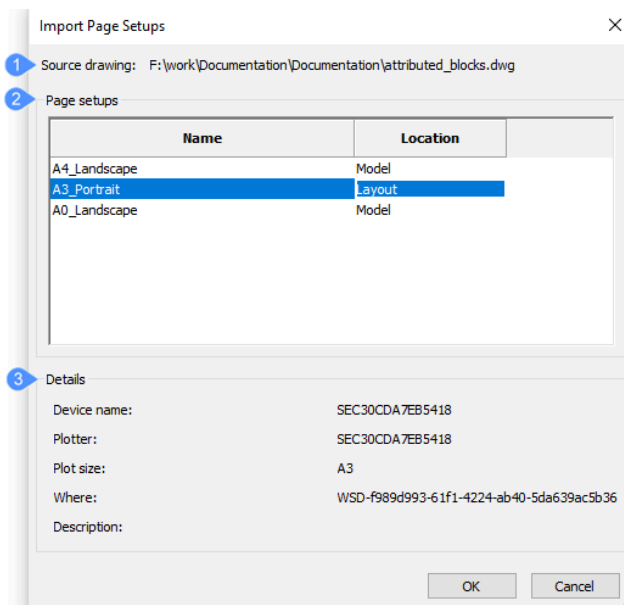 Import Page Setups
1 Source drawing: F:\work\Documentation\Documentation\attributed_blocks.dwg
2 Page setups
Name Location
A4_Landscape Model
A3_Portrait Layout
A0_Landscape Model
3 Details
Device name: SEC30CDA7EB5418
Plotter: SEC30CDA7EB5418
Plot size: A3
Where: WSD-f989d993-61f1-4224-ab40-5da639ac5b36
Description:
OK Cancel